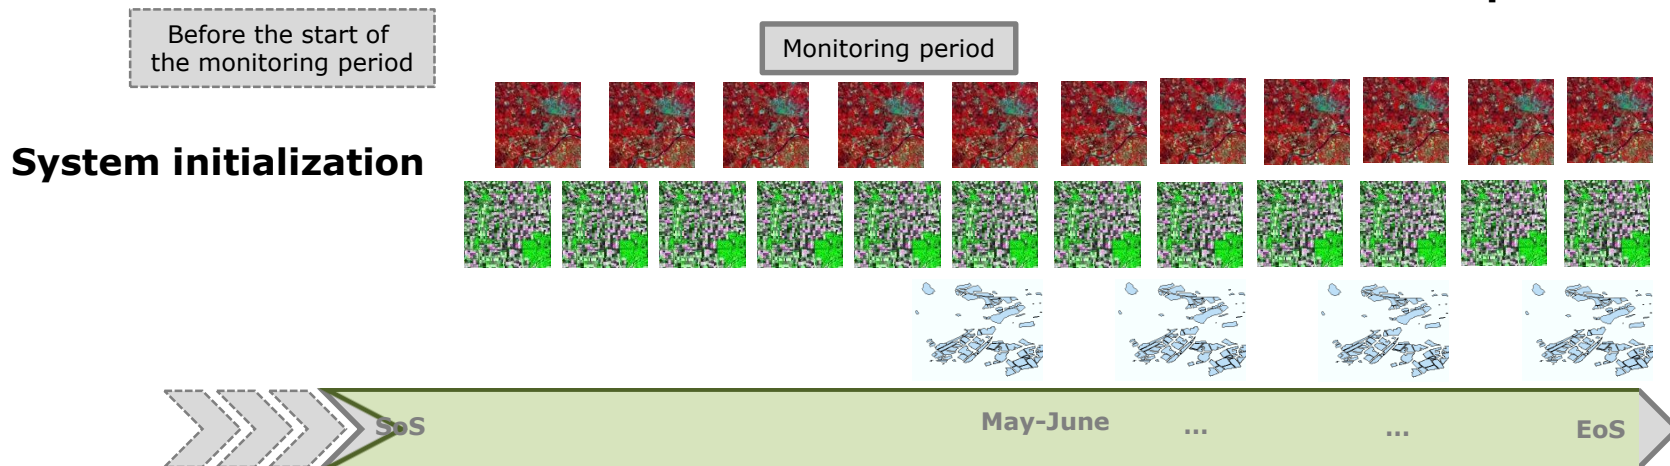 Before the start of
the monitoring period
Monitoring period
System initialization
SoS
May-June
...
...
EoS